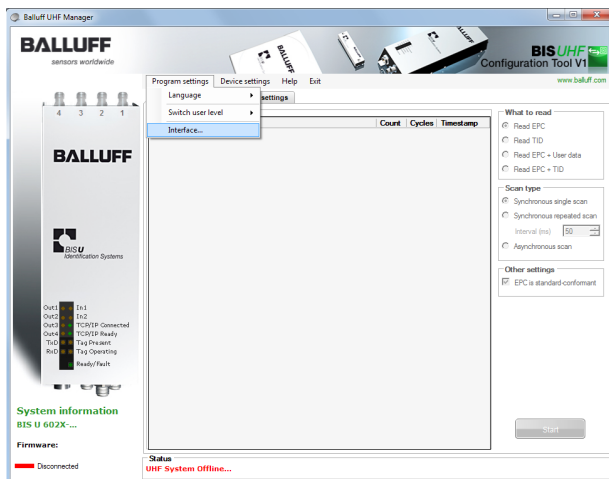 Balluff UHF Manager
BALLUFF
sensors worldwide
BALLUFF
BIS UHF
Configuration Tool V1
www.balluff.com
Program settings Device settings Help Exit
Language
Switch user level
Interface...
settings
Count Cycles Timestamp
4 3 2 1
BALLUFF
BIS U
Identification Systems
Out1 In1
Out2 In2
Out3 TCP/IP Connected
Out4 TCP/IP Ready
TxD Tag Present
RxD Tag Operating
Ready/Fault
System information
BIS U 602X-...
Firmware:
Disconnected
What to read
Read EPC
Read TID
Read EPC + User data
Read EPC + TID
Scan type
Synchronous single scan
Synchronous repeated scan
Interval (ms) 50
Asynchronous scan
Other settings
EPC is standard-conformant
Start
Status
UHF System Offline...